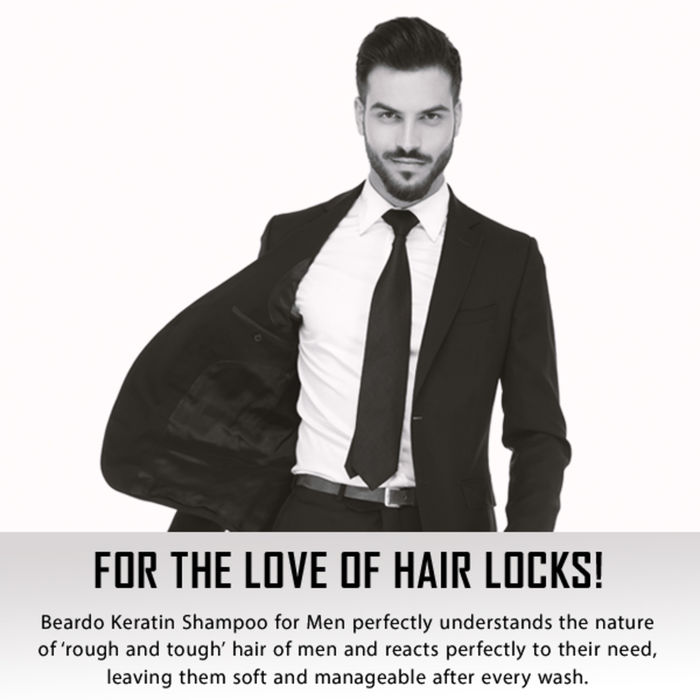 FOR THE LOVE OF HAIR LOCKS!
Beardo Keratin Shampoo for Men perfectly understands the nature
of ‘rough and tough’ hair of men and reacts perfectly to their need,
leaving them soft and manageable after every wash.